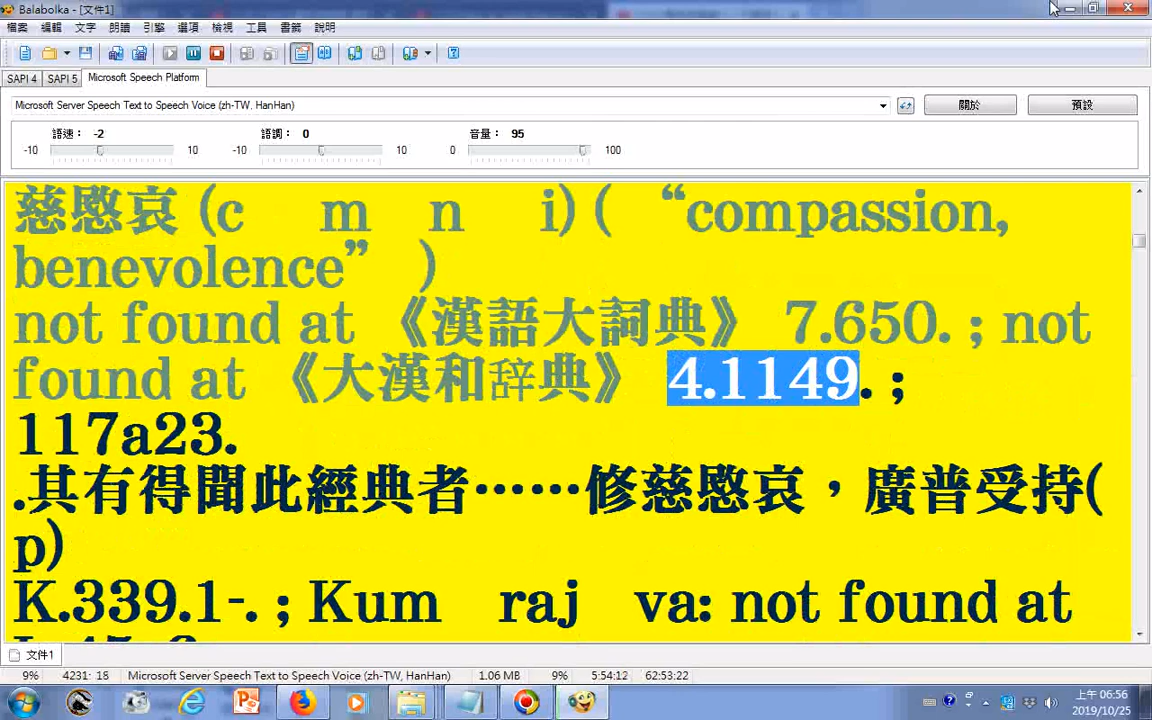 Balabolka - [文件1]
檔案 編輯 文字 朗讀 引擎 選項 檢視 工具 書籤 說明
SAPI 4 SAPI 5 Microsoft Speech Platform
Microsoft Server Speech Text to Speech Voice (zh-TW, HanHan) 關於 預設
語速： -2 語調： 0 音量： 95
-10 10 -10 10 0 100
慈愍哀 (c m n i) ( “compassion,
benevolence” )
not found at 《漢語大詞典》 7.650. ; not
found at 《大漢和辞典》 4.1149. ;
117a23.
.其有得聞此經典者……修慈愍哀，廣普受持(
p)
K.339.1-. ; Kum raj va: not found at
文件1
9% 4231: 18 Microsoft Server Speech Text to Speech Voice (zh-TW, HanHan) 1.06 MB 9% 5:54:12 62:53:22
上午 06:56
2019/10/25